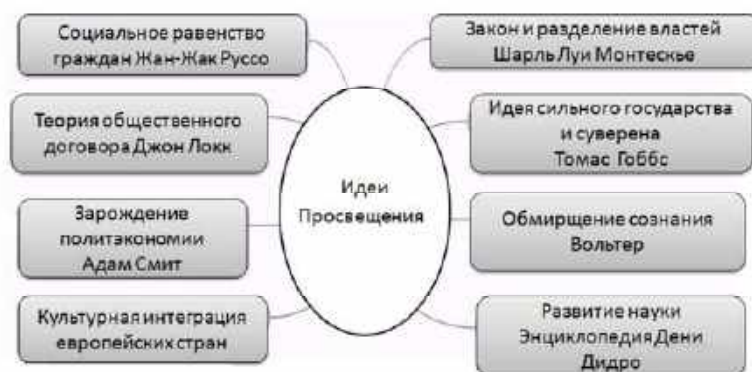 Социальное равенство
граждан Жан-Жак Руссо
Закон и разделение властей
Шарль Луи Монтескье
Теория общественного
договора Джон Локк
Идея сильного государства
и суверена
Томас Гоббс
Идеи
Просвещения
Зарождение
политэкономии
Адам Смит
Обмирщение сознания
Вольтер
Культурная интеграция
европейских стран
Развитие науки
Энциклопедия Дени
Дидро